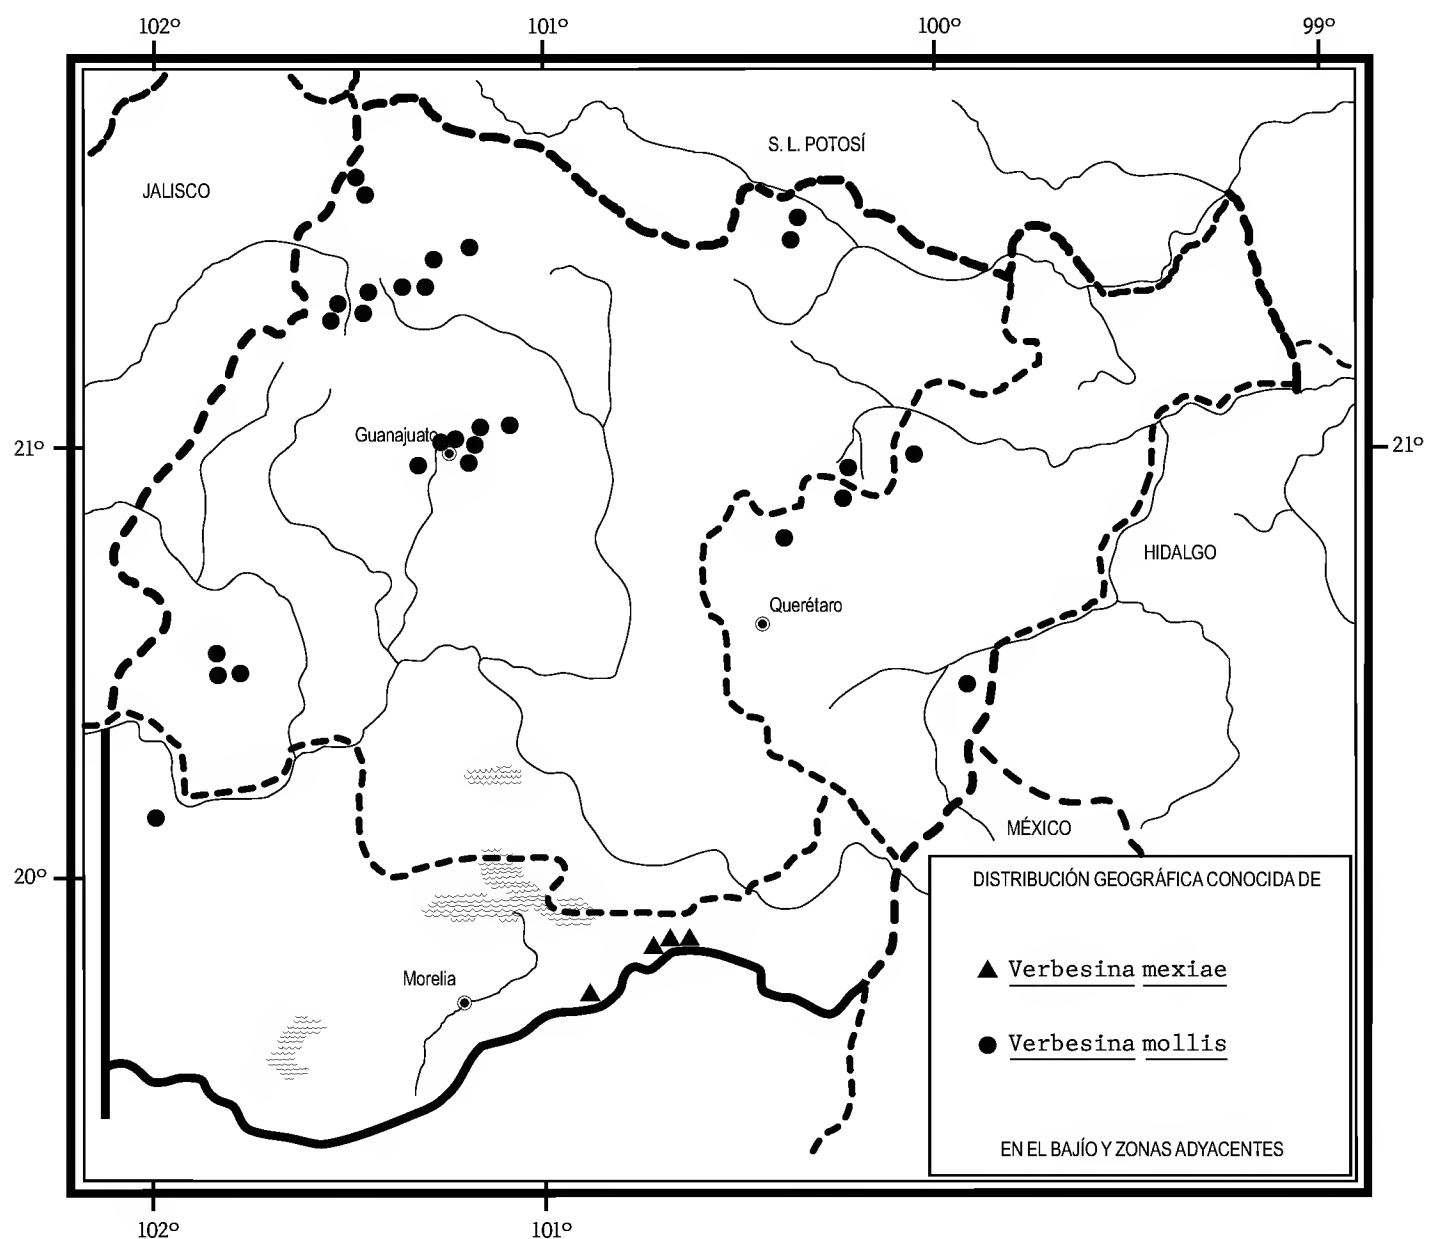 102º
101º
100º
99º
S. L. POTOSÍ
JALISCO
Guanajuato
21º
21º
HIDALGO
Querétaro
MÉXICO
20º
DISTRIBUCIÓN GEOGRÁFICA CONOCIDA DE
Verbesina mexiae
Morelia
Verbesina mollis
EN EL BAJÍO Y ZONAS ADYACENTES
102º
101º